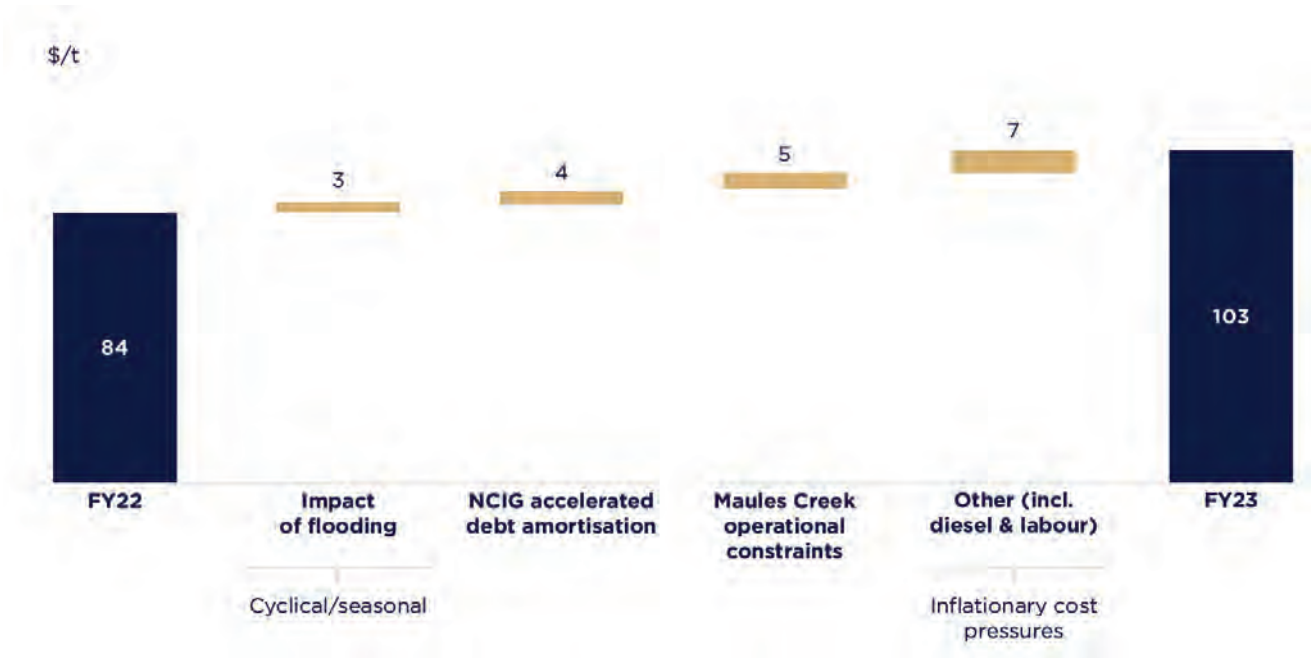 $/t
84
3
4
5
7
103
FY22
Impact
of flooding
NCIG accelerated
debt amortisation
Maules Creek
operational
constraints
Other (incl.
diesel & labour)
FY23
Cyclical/seasonal
Inflationary cost
pressures